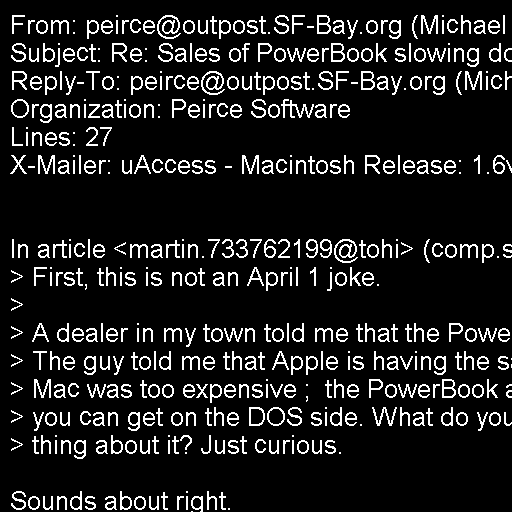 From: peirce@outpost.SF-Bay.org (Michael
Subject: Re: Sales of PowerBook slowing do
Reply-To: peirce@outpost.SF-Bay.org (Mich
Organization: Peirce Software
Lines: 27
X-Mailer: uAccess - Macintosh Release: 1.6v
In article <martin.733762199@tohi> (comp.s
> First, this is not an April 1 joke.
>
> A dealer in my town told me that the Powe
> The guy told me that Apple is having the sa
> Mac was too expensive ;  the PowerBook a
> you can get on the DOS side. What do you
> thing about it? Just curious.
Sounds about right.